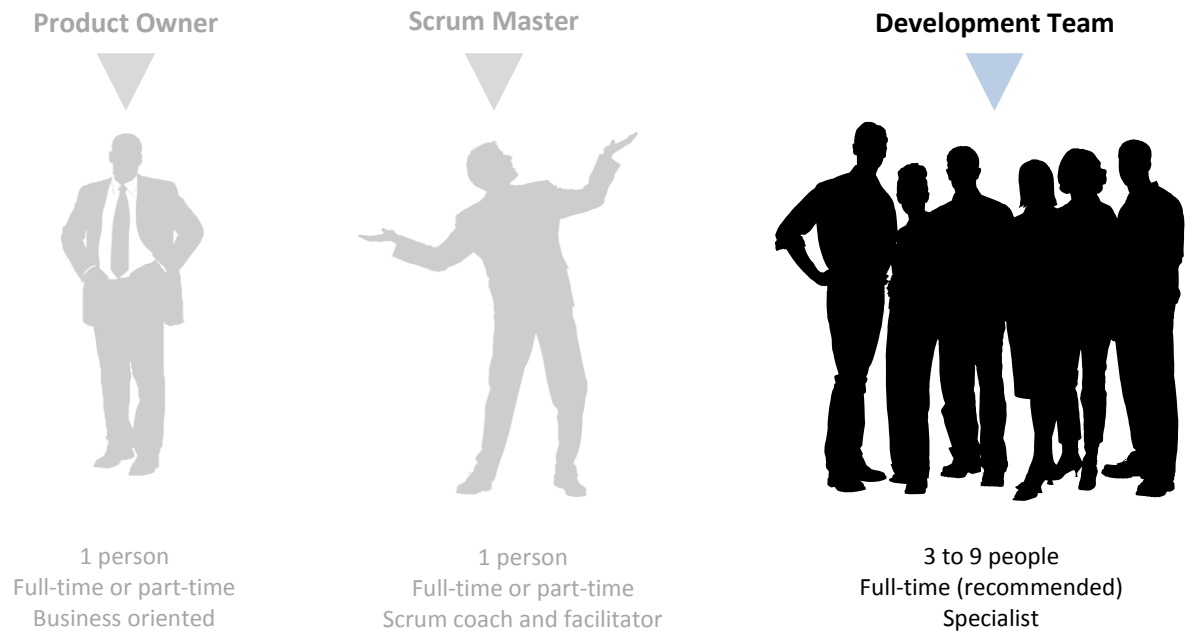 Product Owner
Scrum Master
Development Team
1 person
Full-time or part-time
Business oriented
1 person
Full-time or part-time
Scrum coach and facilitator
3 to 9 people
Full-time (recommended)
Specialist